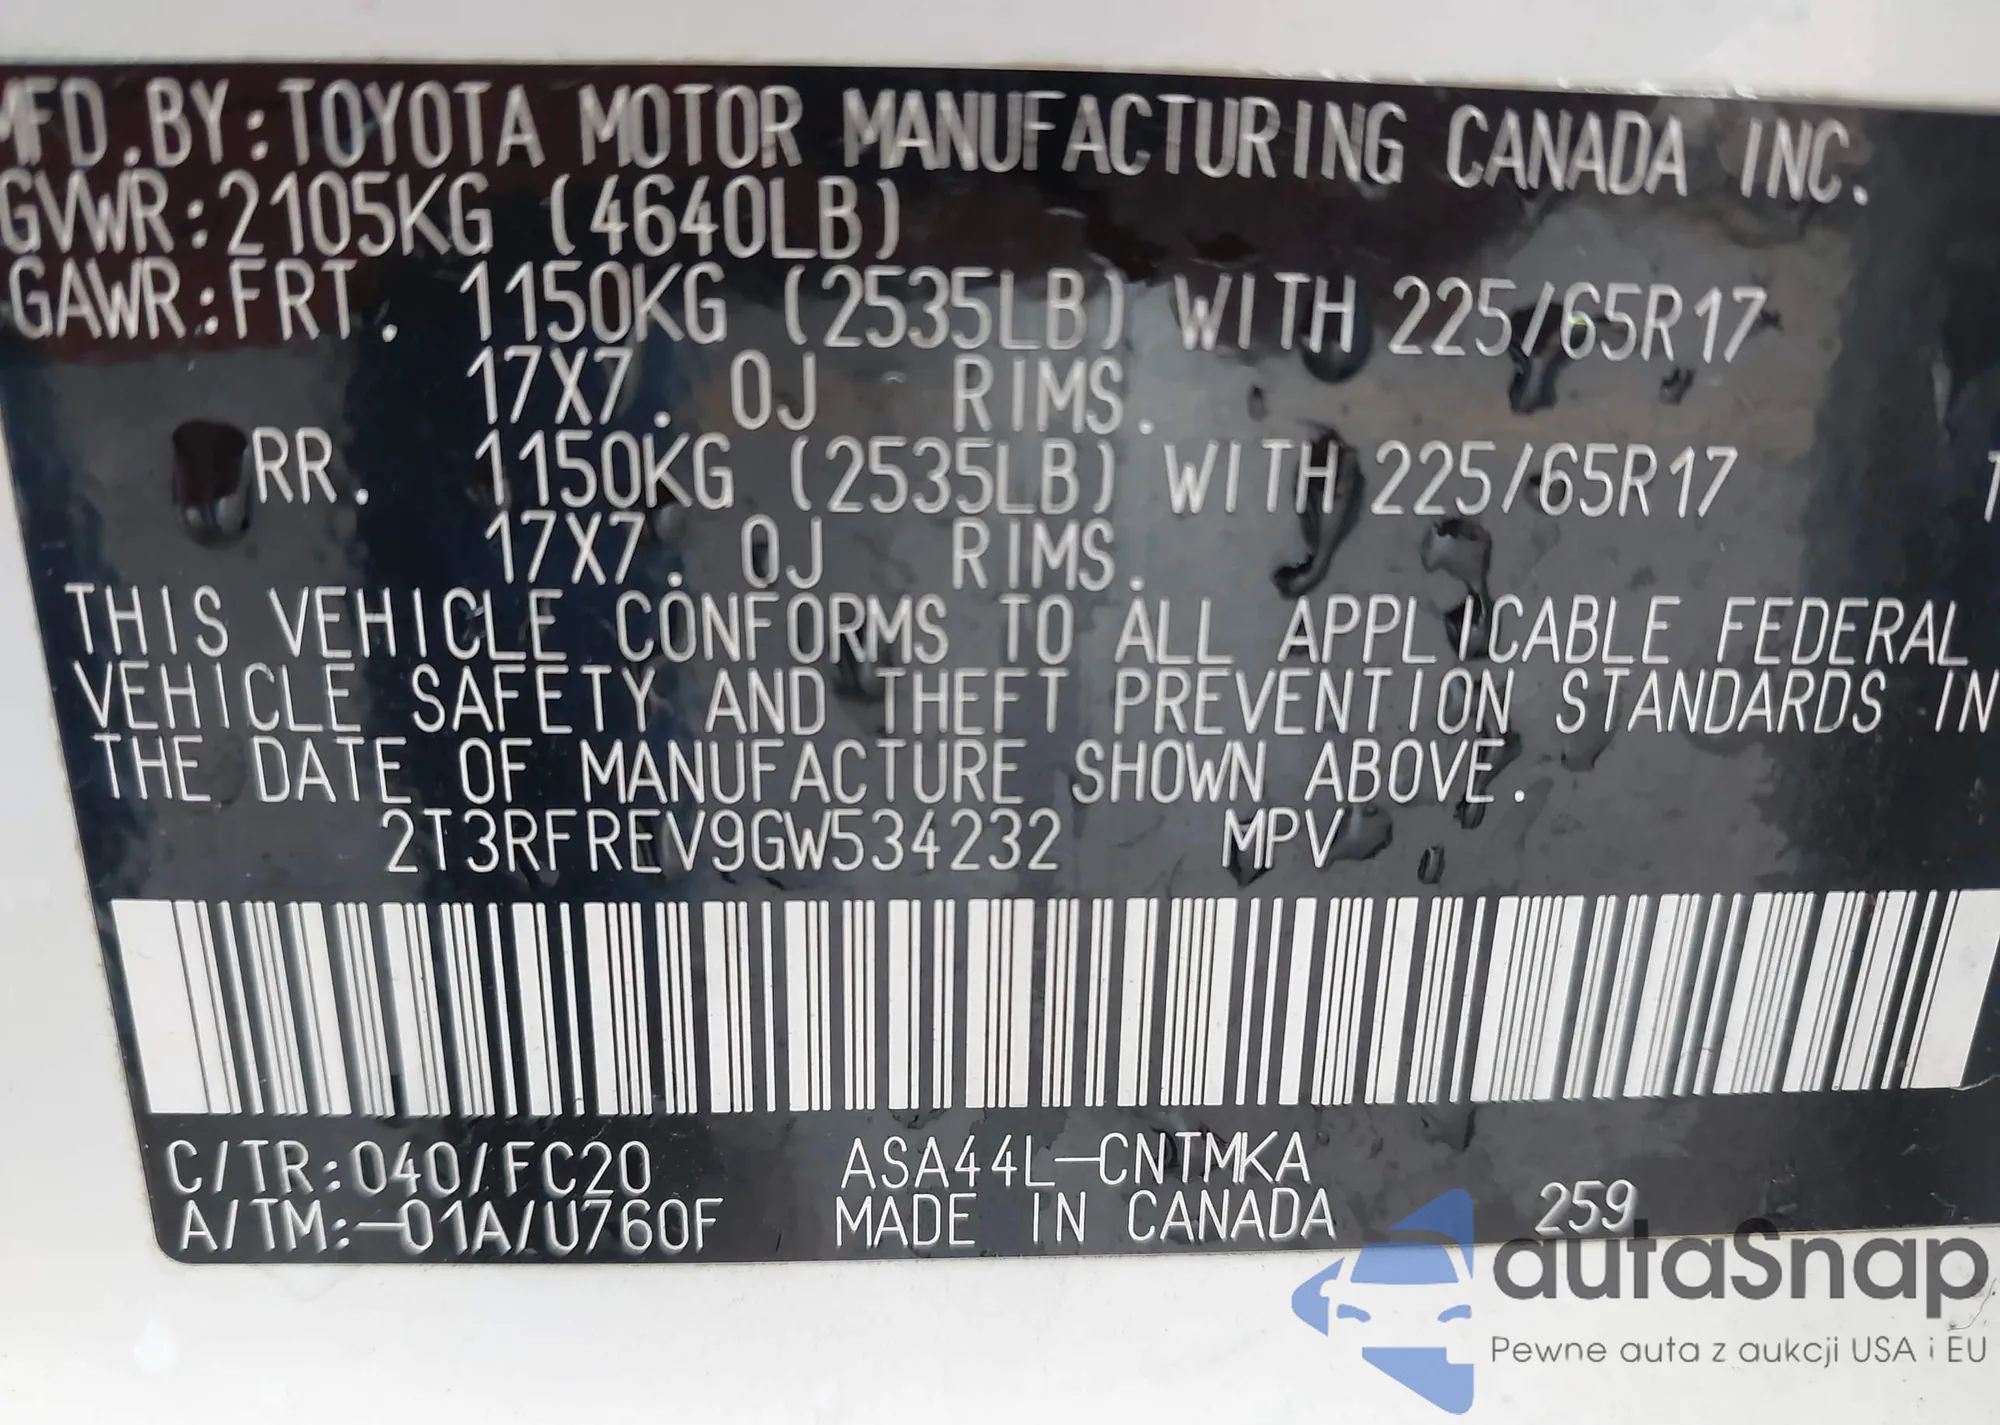 MFD.BY:TOYOTA MOTOR MANUFACTURING CANADA INC.
GVWR:2105KG (4640LB)
GAWR:FRT. 1150KG (2535LB) WITH 225/65R17
17X7. 0J RIMS.
RR. 1150KG (2535LB) WITH 225/65R17
17X7. 0J RIMS.
THIS VEHICLE CONFORMS TO ALL APPLICABLE FEDERAL
VEHICLE SAFETY AND THEFT PREVENTION STANDARDS IN
THE DATE OF MANUFACTURE SHOWN ABOVE.
2T3RFREV9GW534232 MPV
C/TR:040/FC20 ASA44L-CNTMKA
A/TM:-01A/U760F MADE IN CANADA 259
autaSnap
Pewne auta z aukcji USA i EU